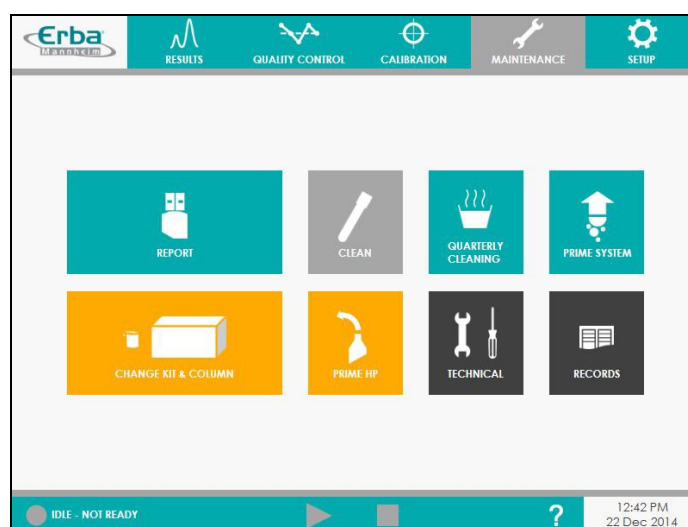 Erba
Mannheim
RESULTS
QUALITY CONTROL
CALIBRATION
MAINTENANCE
SETUP
REPORT
CLEAN
QUARTERLY
CLEANING
PRIME SYSTEM
CHANGE KIT & COLUMN
PRIME HP
TECHNICAL
RECORDS
IDLE - NOT READY
?
12:42 PM
22 Dec 2014